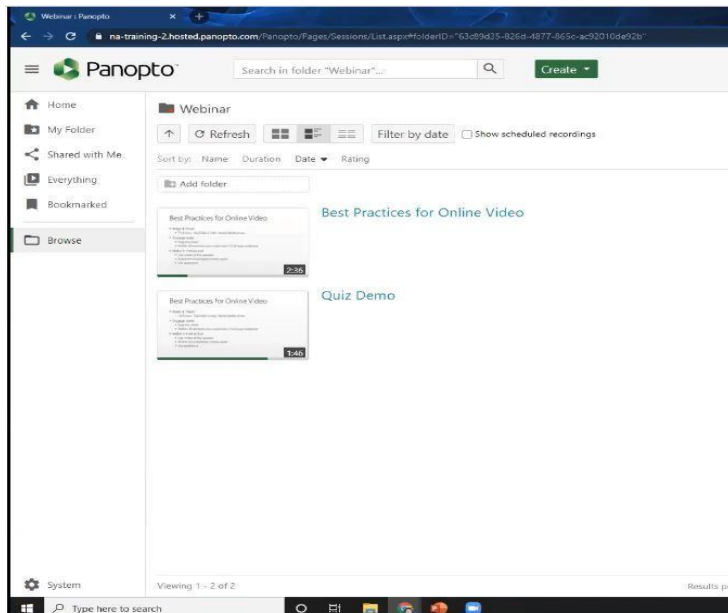 Webinar : Panopto
na-training-2.hosted.panopto.com/Panopto/Pages/Sessions/List.aspx#folderID="63c89d35-826d-4877-865c-ac92010de92b"
Panopto
Search in folder "Webinar"...
Create
Home
My Folder
Shared with Me
Everything
Bookmarked
Browse
System
Webinar
Refresh
Filter by date
Show scheduled recordings
Sort by: Name Duration Date Rating
Add folder
Best Practices for Online Video
2:36
Best Practices for Online Video
Best Practices for Online Video
1:46
Quiz Demo
Viewing 1 - 2 of 2
Results
Type here to search